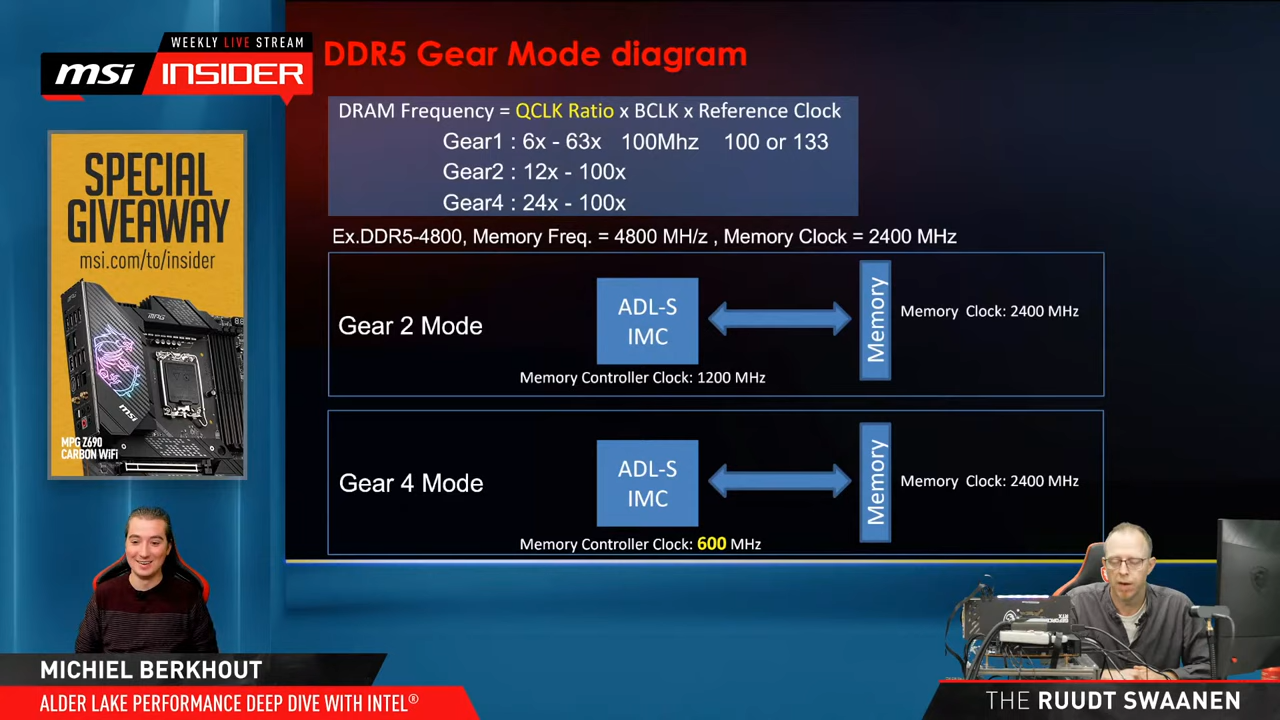 WEEKLY LIVE STREAM
msi INSIDER
DDR5 Gear Mode diagram
DRAM Frequency = QCLK Ratio x BCLK x Reference Clock
Gear1 : 6x - 63x 100Mhz 100 or 133
Gear2 : 12x - 100x
Gear4 : 24x - 100x
Ex.DDR5-4800, Memory Freq. = 4800 MH/z , Memory Clock = 2400 MHz
Gear 2 Mode
ADL-S
IMC
Memory
Memory Clock: 2400 MHz
Memory Controller Clock: 1200 MHz
Gear 4 Mode
ADL-S
IMC
Memory
Memory Clock: 2400 MHz
Memory Controller Clock: 600 MHz
SPECIAL
GIVEAWAY
msi.com/to/insider
MPG
msi
MPG Z690
CARBON WiFi
MICHIEL BERKHOUT
ALDER LAKE PERFORMANCE DEEP DIVE WITH INTEL®
THE RUUDT SWAANEN